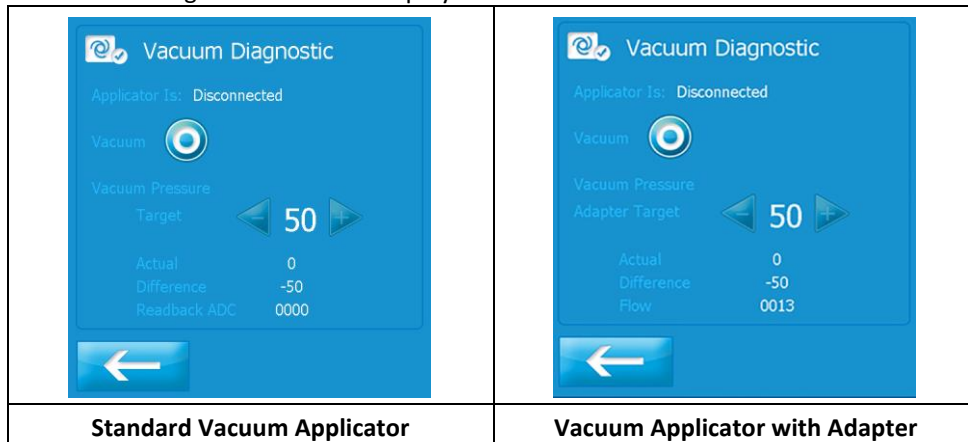 Vacuum Diagnostic
Applicator Is: Disconnected
Vacuum
Vacuum Pressure
Target 50
Actual 0
Difference -50
Readback ADC 0000
Standard Vacuum Applicator
Vacuum Diagnostic
Applicator Is: Disconnected
Vacuum
Vacuum Pressure
Adapter Target 50
Actual 0
Difference -50
Flow 0013
Vacuum Applicator with Adapter